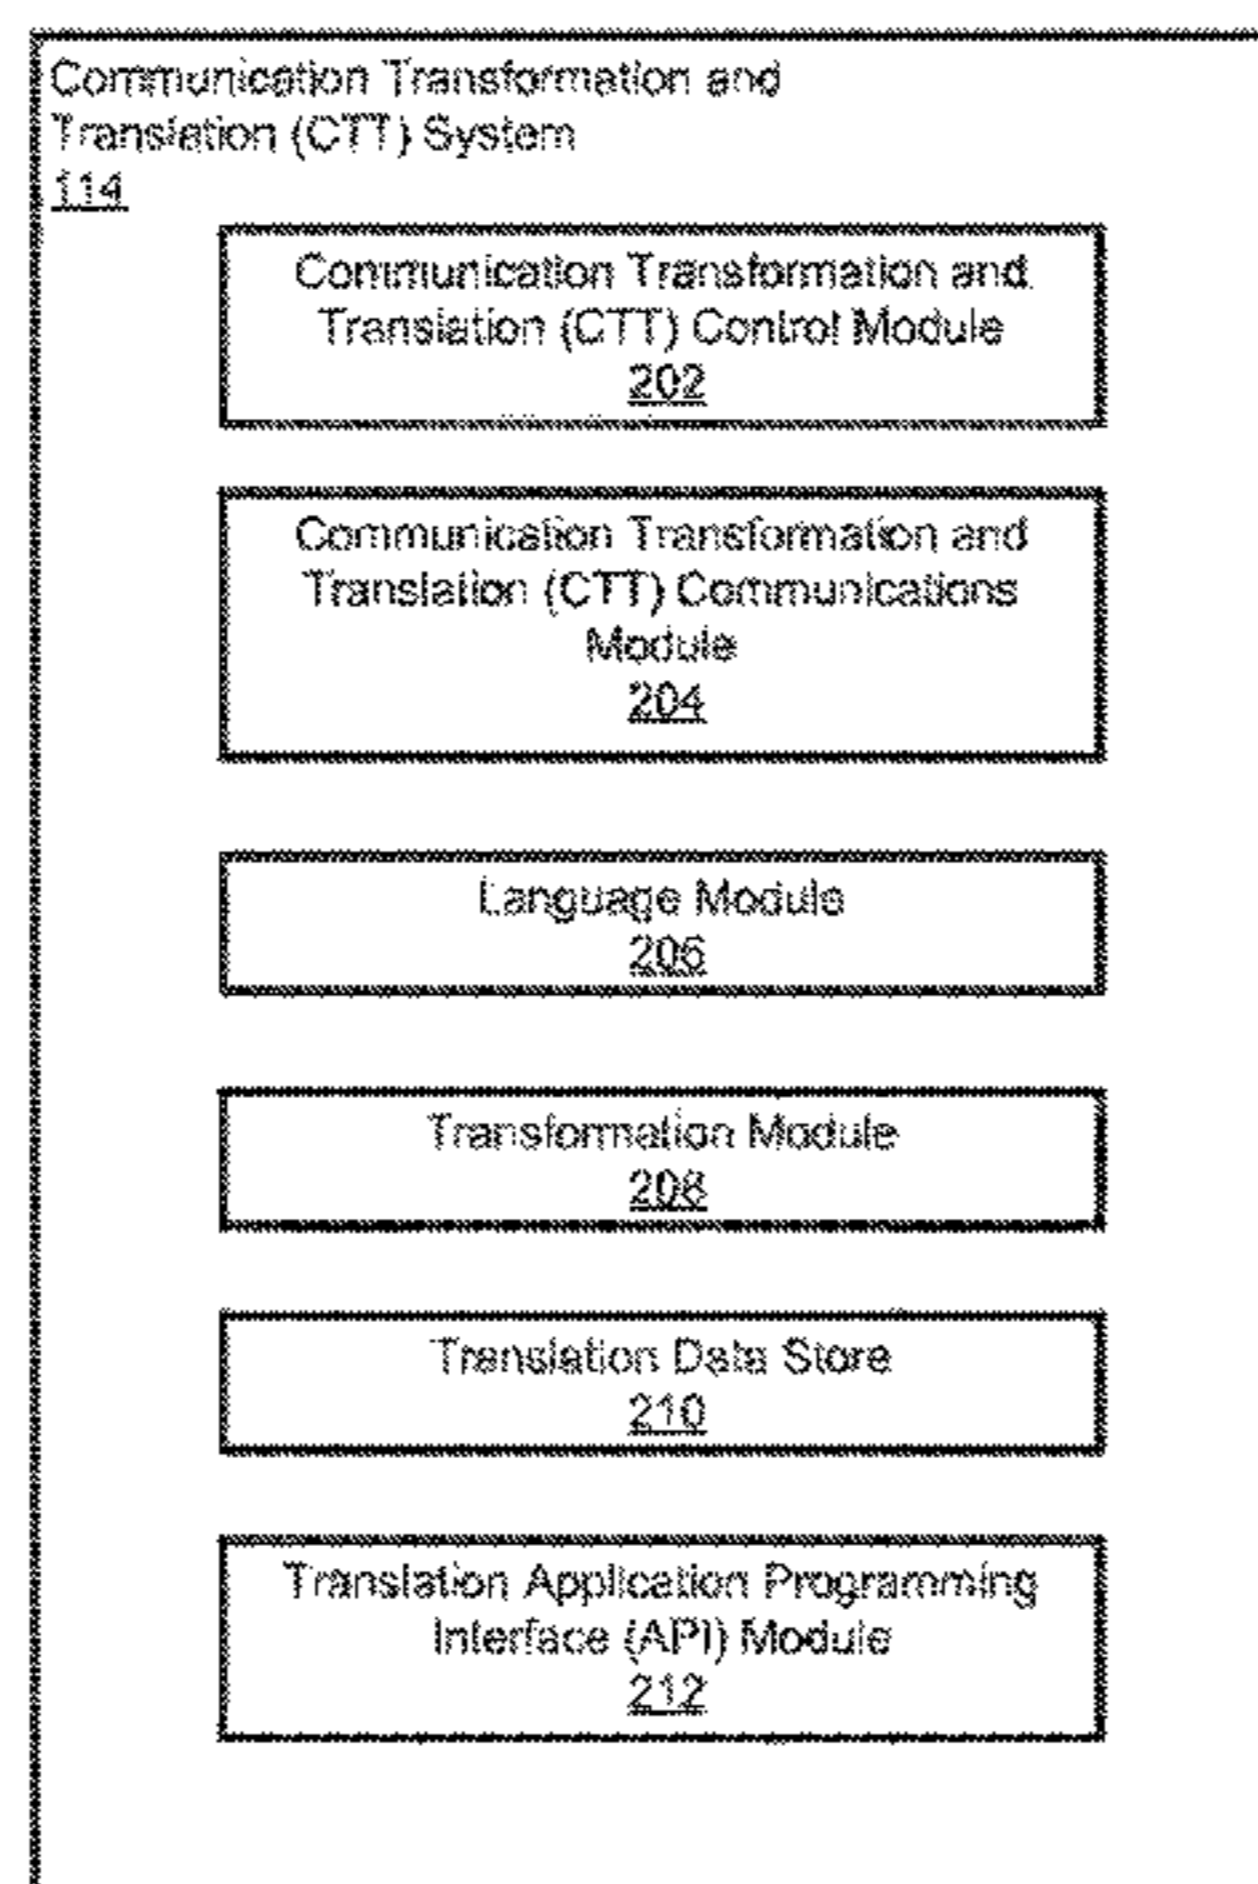 Communication Transformation and
Translation (CTT) System
114
Communication Transformation and
Translation (CTT) Control Module
202
Communication Transformation and
Translation (CTT) Communications
Module
204
Language Module
206
Transformation Module
208
Translation Data Store
210
Translation Application Programming
Interface (API) Module
212